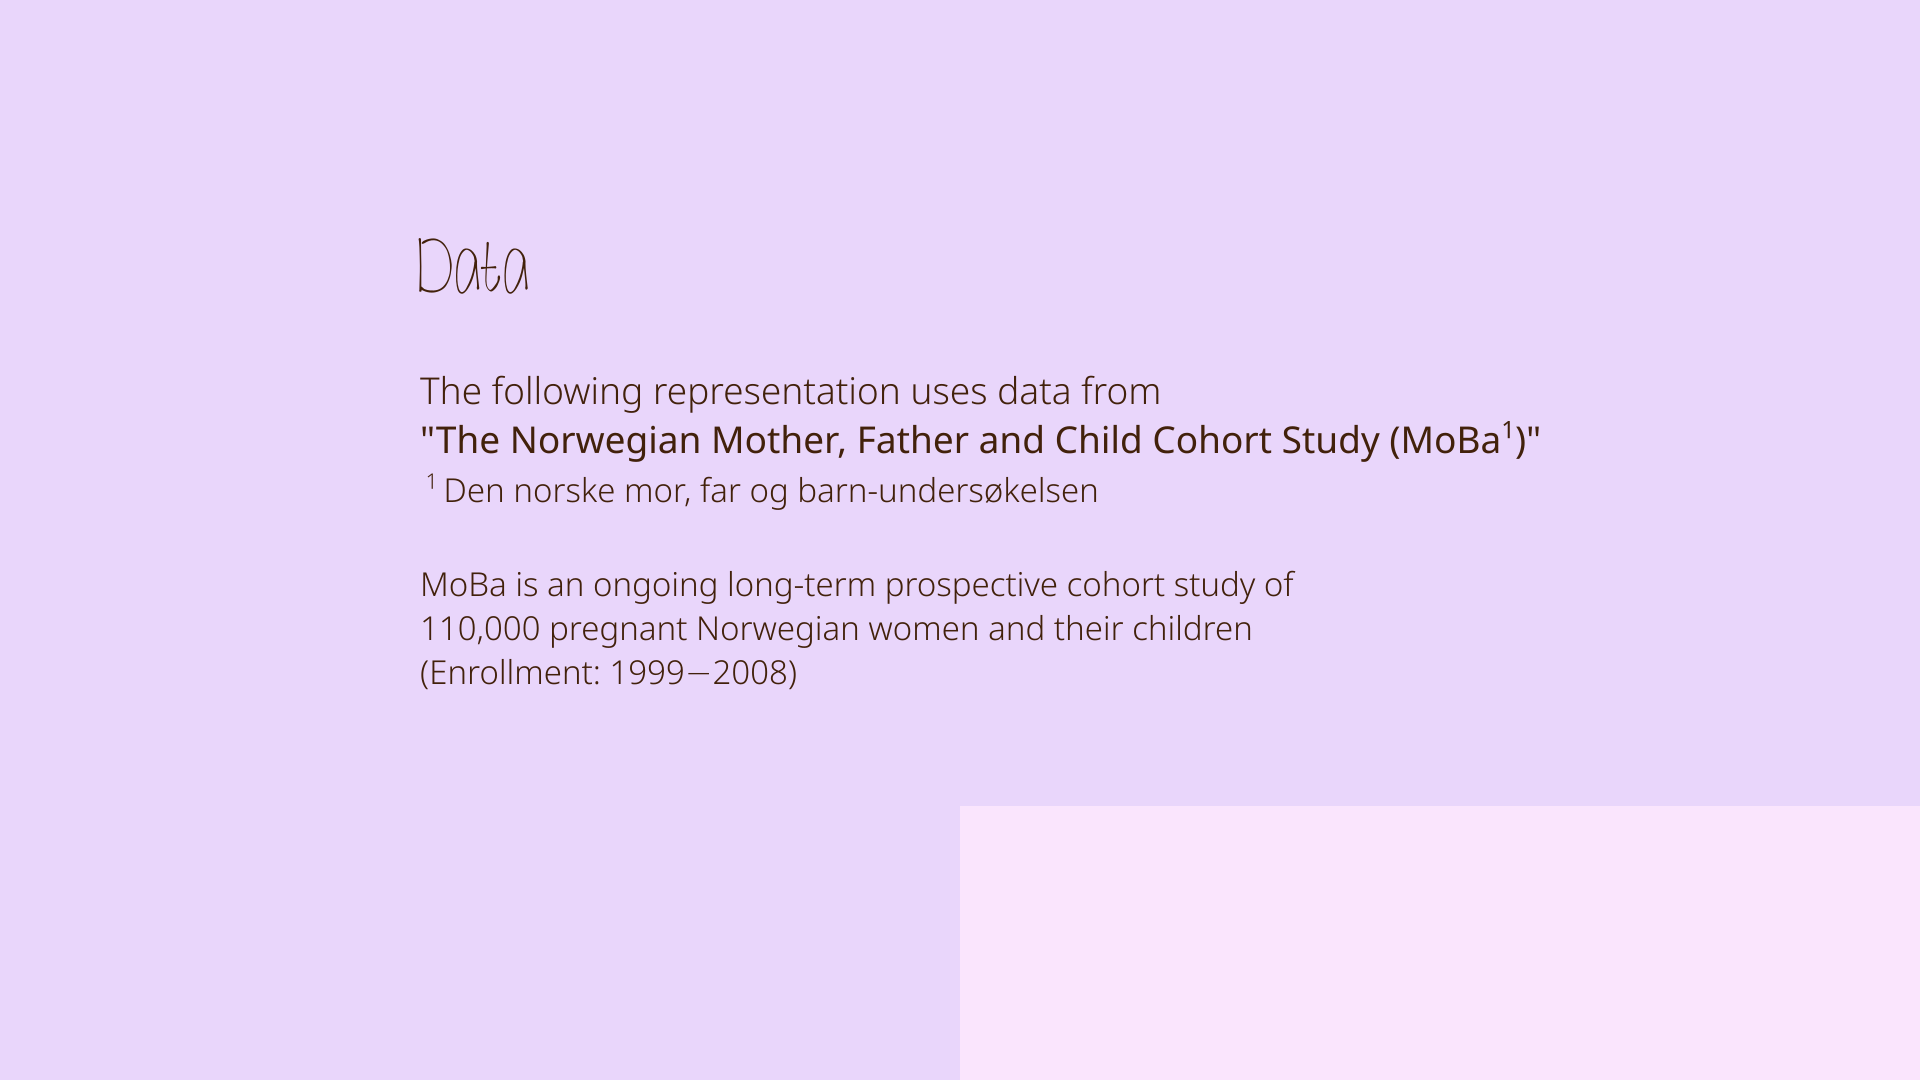 Data
The following representation uses data from
"The Norwegian Mother, Father and Child Cohort Study (MoBa¹)"
¹ Den norske mor, far og barn-undersøkelsen
MoBa is an ongoing long-term prospective cohort study of
110,000 pregnant Norwegian women and their children
(Enrollment: 1999—2008)